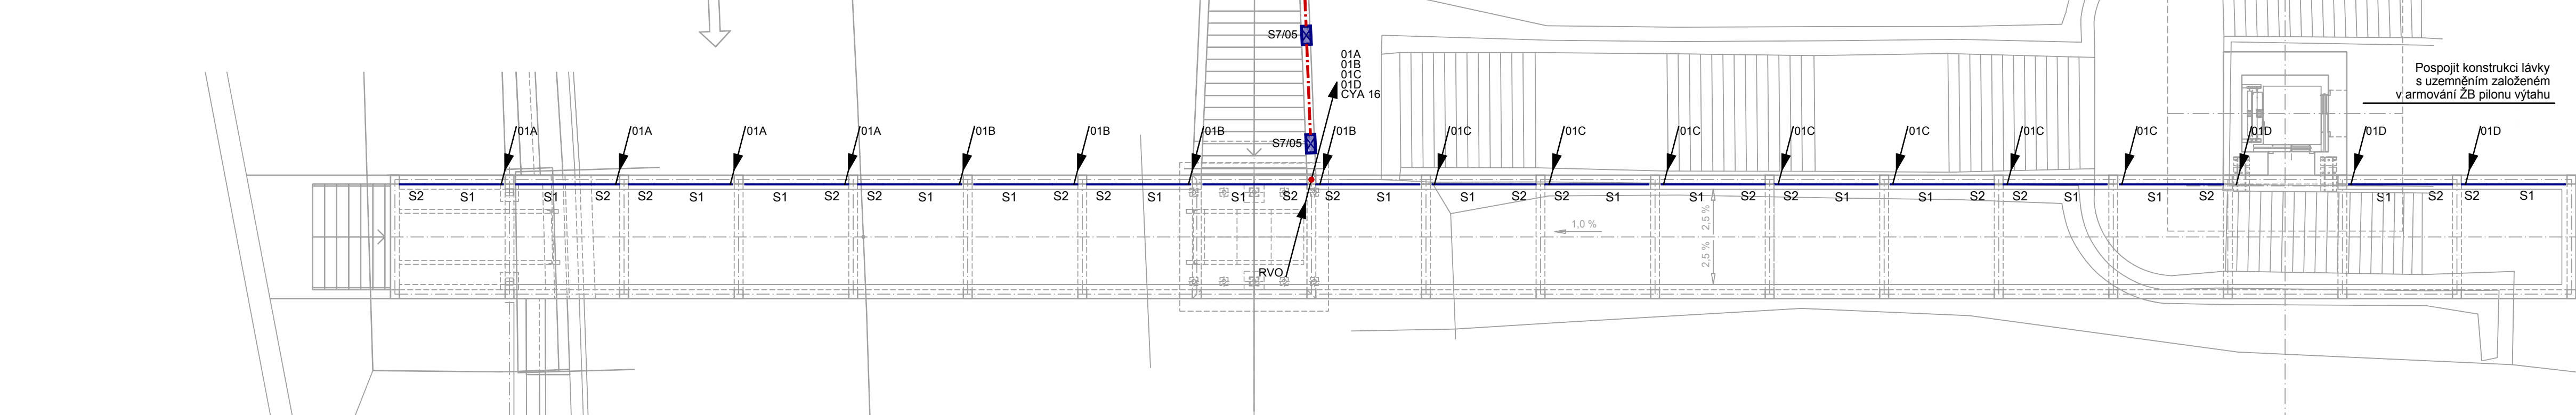 S7/05
01A
01B
01C
01D
CYA 16
Pospojit konstrukci lávky
s uzemněním založeném
v armování ŽB pilonu výtahu
S7/05
01A
01A
01A
01A
01B
01B
01B
01B
01C
01C
01C
01C
01C
01C
01C
01D
01D
01D
S2 S1 S1 S2 S2 S1 S1 S2 S2 S1 S1 S2 S2 S1 S1 S2 S2 S1 S1 S2 S2 S1 S1 S2 S2 S1 S1 S2 S2 S1 S1 S2 S1 S2 S2 S1
1,0 %
2,5 %
2,5 %
RVO